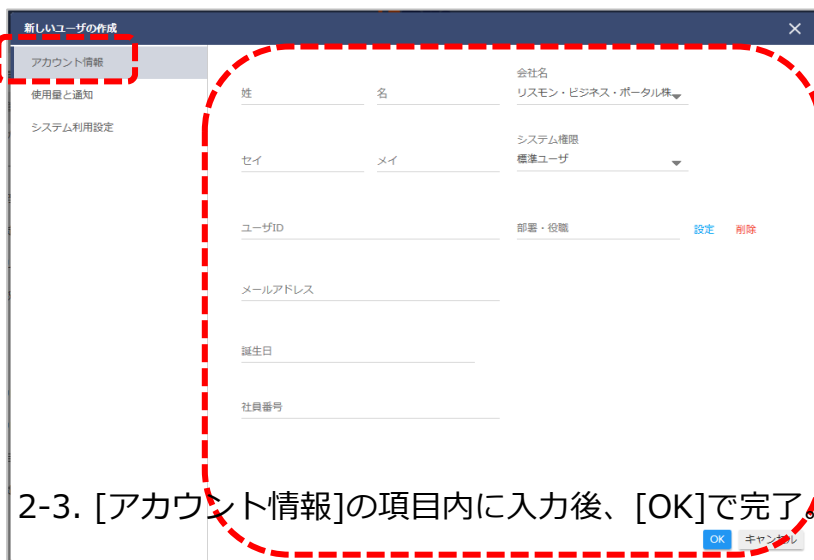 新しいユーザの作成
アカウント情報
使用量と通知
システム利用設定
姓
名
会社名
リスモン・ビジネス・ポータル株
セイ
メイ
システム権限
標準ユーザ
ユーザID
部署・役職
設定
削除
メールアドレス
誕生日
社員番号
2-3. [アカウント情報]の項目内に入力後、[OK]で完了。
OK
キャンセル